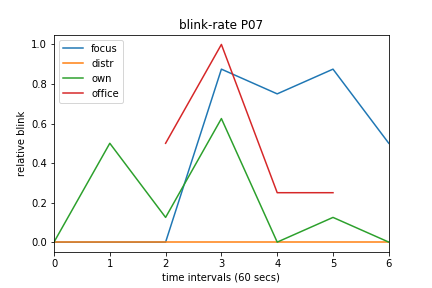 blink-rate P07
relative blink
1.0
0.8
0.6
0.4
0.2
0.0
focus
distr
own
office
0 1 2 3 4 5 6
time intervals (60 secs)